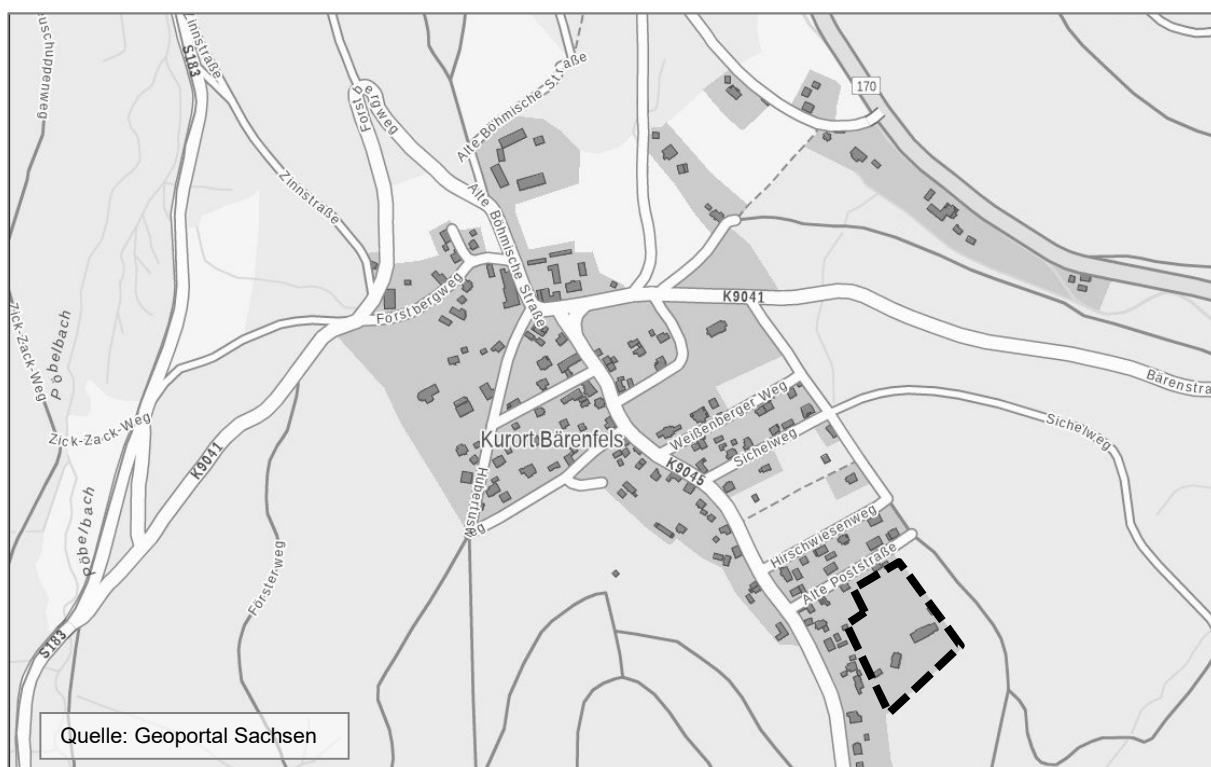 euschuppenweg
S183
Zinnstraße
Forstbergweg
Alte Böhmische Straße
170
Zinnstraße
Alte Böhmische Straße
Forstbergweg
K9041
Zick-Zack-Weg
Pöbelbach
Bärenstra
Weißenberger Weg
Sichelweg
Zick-Zack-Weg
Kurort Bärenfels
Sichelweg
K9041
K9045
Hubertusweg
Pöbelbach
Hirschwiesenweg
Försterweg
Alte Poststraße
S183
Quelle: Geoportal Sachsen